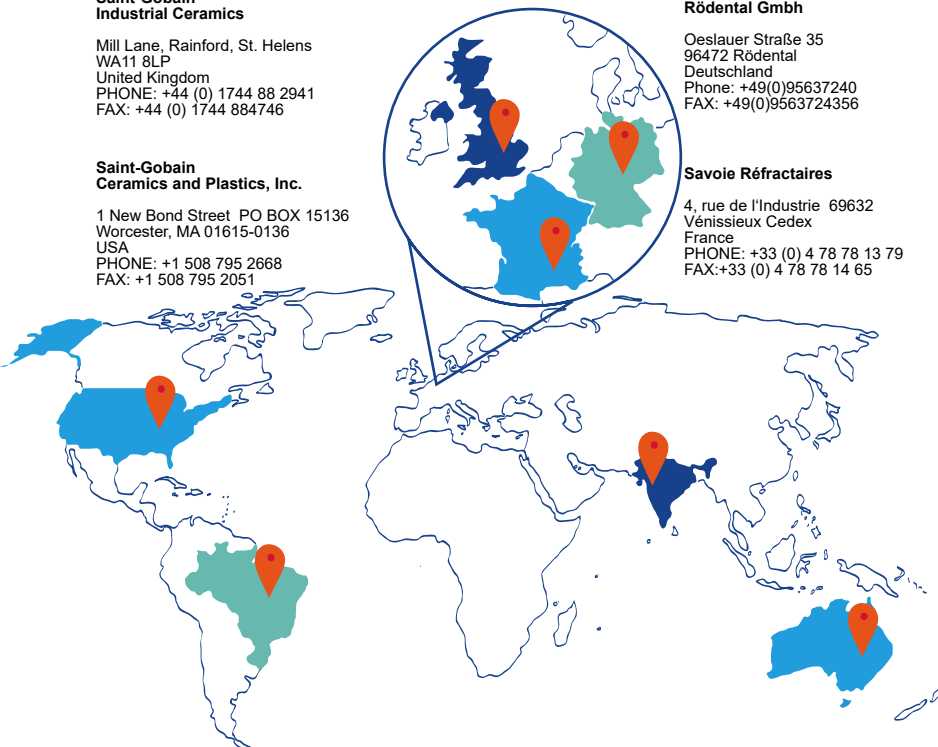 Saint-Gobain
Industrial Ceramics
Mill Lane, Rainford, St. Helens
WA11 8LP
United Kingdom
PHONE: +44 (0) 1744 88 2941
FAX: +44 (0) 1744 884746
Saint-Gobain
Ceramics and Plastics, Inc.
1 New Bond Street  PO BOX 15136
Worcester, MA 01615-0136
USA
PHONE: +1 508 795 2668
FAX: +1 508 795 2051
Rödental Gmbh
Oeslauer Straße 35
96472 Rödental
Deutschland
Phone: +49(0)95637240
FAX: +49(0)9563724356
Savoie Réfractaires
4, rue de l‘Industrie  69632
Vénissieux Cedex
France
PHONE: +33 (0) 4 78 78 13 79
FAX:+33 (0) 4 78 78 14 65